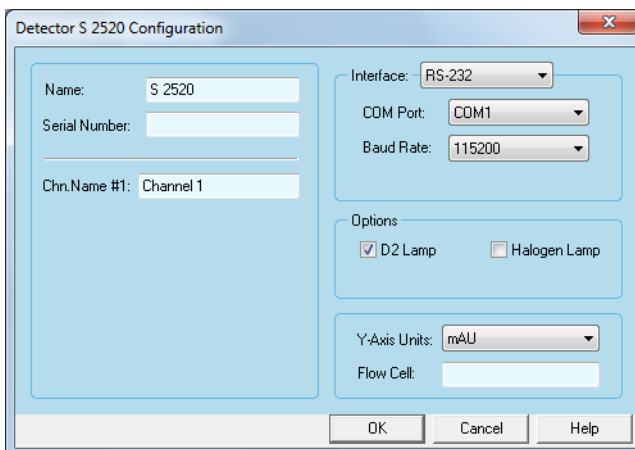 Detector S 2520 Configuration
Name: S 2520
Serial Number:
Chn.Name #1: Channel 1
Interface: RS-232
COM Port: COM1
Baud Rate: 115200
Options
D2 Lamp Halogen Lamp
Y-Axis Units: mAU
Flow Cell:
OK Cancel Help